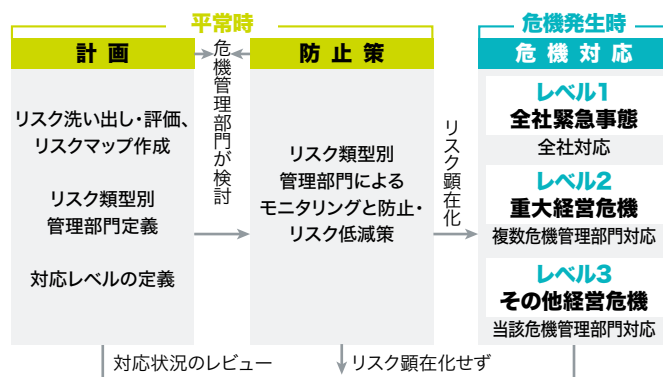 平常時
計画
防止策
危機管理部門が検討
リスク洗い出し・評価、
リスクマップ作成
リスク類型別
管理部門定義
対応レベルの定義
リスク類型別
管理部門による
モニタリングと防止・
リスク低減策
リスク顕在化
危機発生時
危機対応
レベル1
全社緊急事態
全社対応
レベル2
重大経営危機
複数危機管理部門対応
レベル3
その他経営危機
当該危機管理部門対応
対応状況のレビュー
リスク顕在化せず